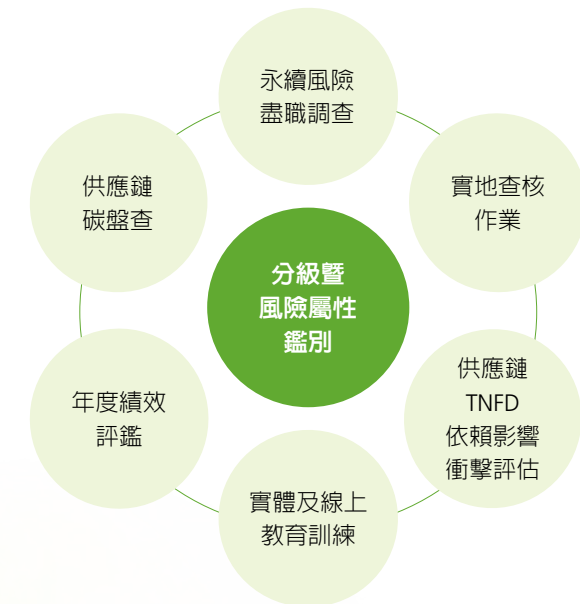 永續風險
盡職調查
實地查核
作業
供應鏈
TNFD
依賴影響
衝擊評估
實體及線上
教育訓練
年度績效
評鑑
供應鏈
碳盤查
分級暨
風險屬性
鑑別